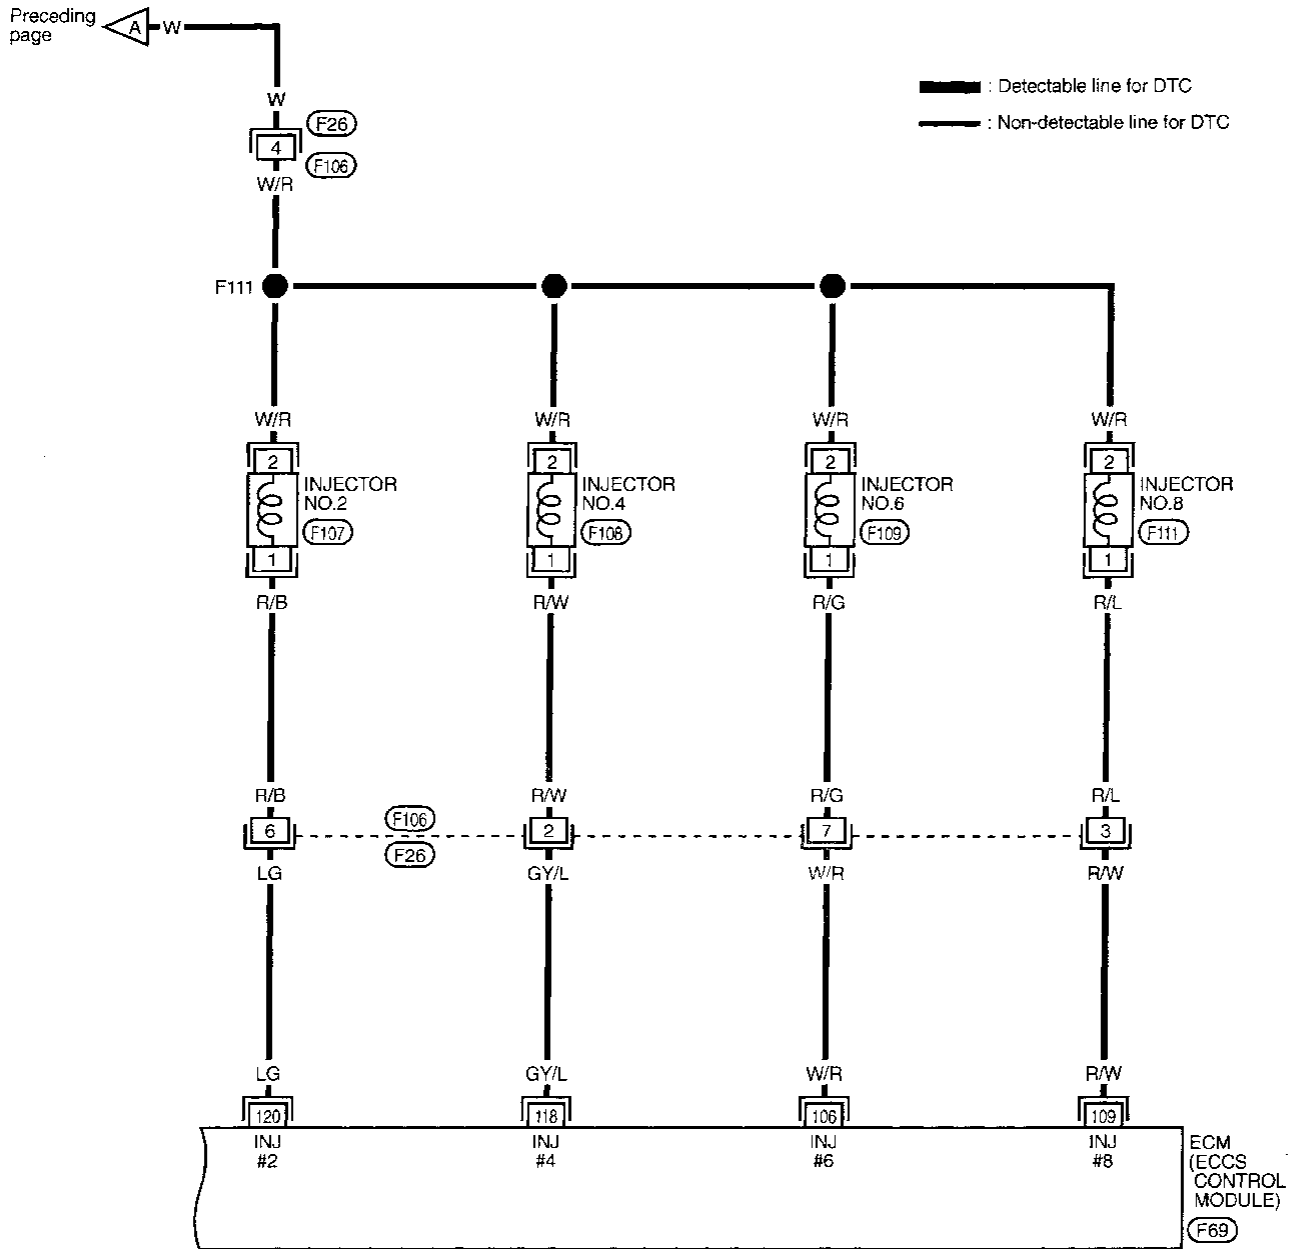 Preceding
page
A
W
W
F26
4
F106
W/R
: Detectable line for DTC
: Non-detectable line for DTC
F111
W/R
W/R
W/R
W/R
2
2
2
2
INJECTOR
NO.2
F107
INJECTOR
NO.4
F108
INJECTOR
NO.6
F109
INJECTOR
NO.8
F111
1
1
1
1
R/B
R/W
R/G
R/L
R/B
R/W
R/G
R/L
6
F106
F26
2
7
3
LG
GY/L
W/R
R/W
LG
GY/L
W/R
R/W
120
118
106
109
INJ
#2
INJ
#4
INJ
#6
INJ
#8
ECM
(ECCS
CONTROL
MODULE)
F69